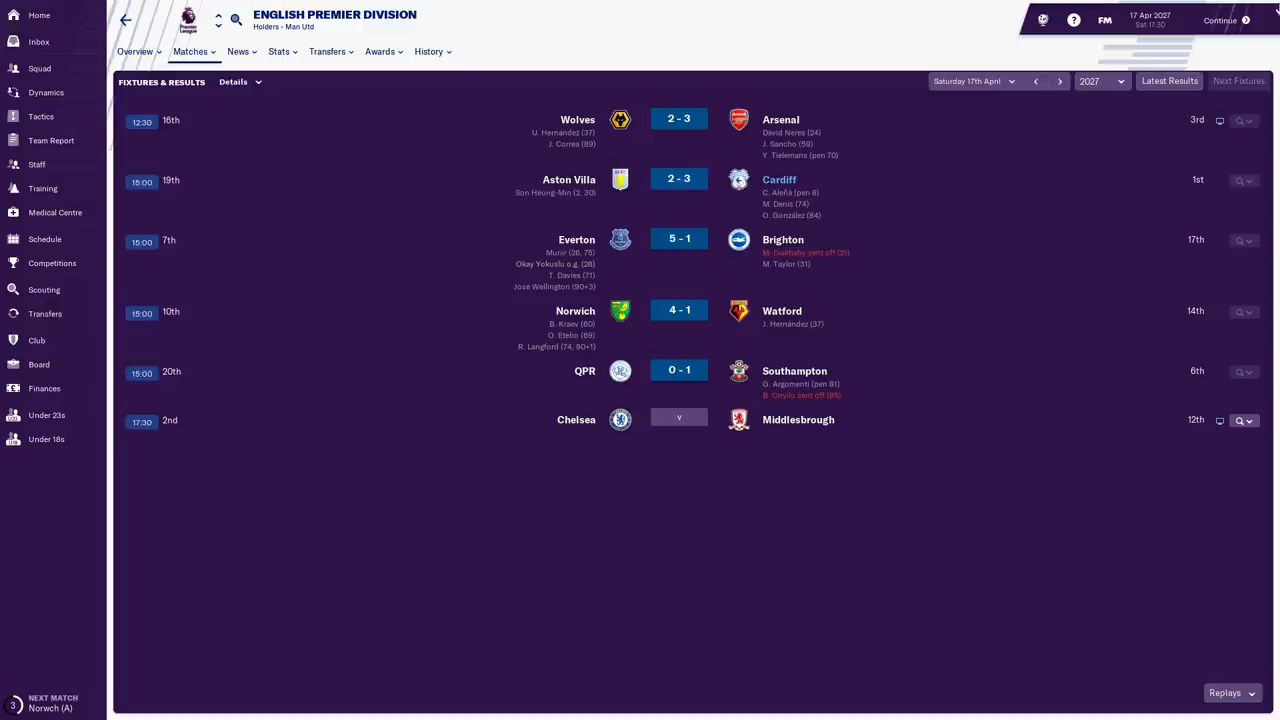 Home
Inbox
Squad
Dynamics
Tactics
Team Report
Staff
Training
Medical Centre
Schedule
Competitions
Scouting
Transfers
Club
Board
Finances
Under 23s
Under 18s
NEXT MATCH
3 Norwch (A)
Premier League
ENGLISH PREMIER DIVISION
Holders - Man Utd
? FM 17 Apr 2027 Continue
Sat 17:30
Overview Matches News Stats Transfers Awards History
FIXTURES & RESULTS Details Saturday 17th April 2027 Latest Results Next Fixtures
12:30 16th Wolves 2 - 3 Arsenal 3rd
U. Hernández (37) David Neres (24)
J. Correa (89) J. Sancho (59)
Y Tielemans (pen 70)
15:00 19th Aston Villa 2 - 3 Cardiff 1st
Son Heung-Min (2, 30) C. Aleñá (pen 8)
M. Denis (74)
O. González (84)
15:00 7th Everton 5 - 1 Brighton 17th
Munir (26, 75) M. Diakhaby sent off (21)
Okay Yokuslu o.g. (28) M. Taylor (31)
T. Davies (71)
José Wellington (90+3)
15:00 10th Norwich 4 - 1 Watford 14th
B. Kraev (60) J. Hernández (37)
O. Etebo (69)
R. Langford (74, 90+1)
15:00 20th QPR 0 - 1 Southampton 6th
G. Argomenti (pen 81)
B. Onyilo sent off (85)
17:30 2nd Chelsea v Middlesbrough 12th
Replays